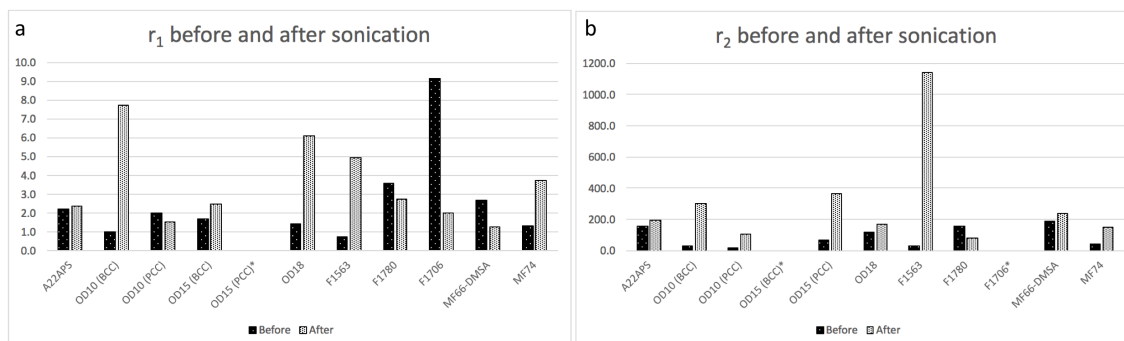 a
r₁ before and after sonication
10.0
9.0
8.0
7.0
6.0
5.0
4.0
3.0
2.0
1.0
0.0
A22APS
OD10 (BCC)
OD10 (PCC)
OD15 (BCC)
OD15 (PCC)*
OD18
F1563
F1780
F1706
MF66-DMSA
MF74
Before After
b
r₂ before and after sonication
1200.0
1000.0
800.0
600.0
400.0
200.0
0.0
A22APS
OD10 (BCC)
OD10 (PCC)
OD15 (BCC)*
OD15 (PCC)
OD18
F1563
F1780
F1706*
MF66-DMSA
MF74
Before After